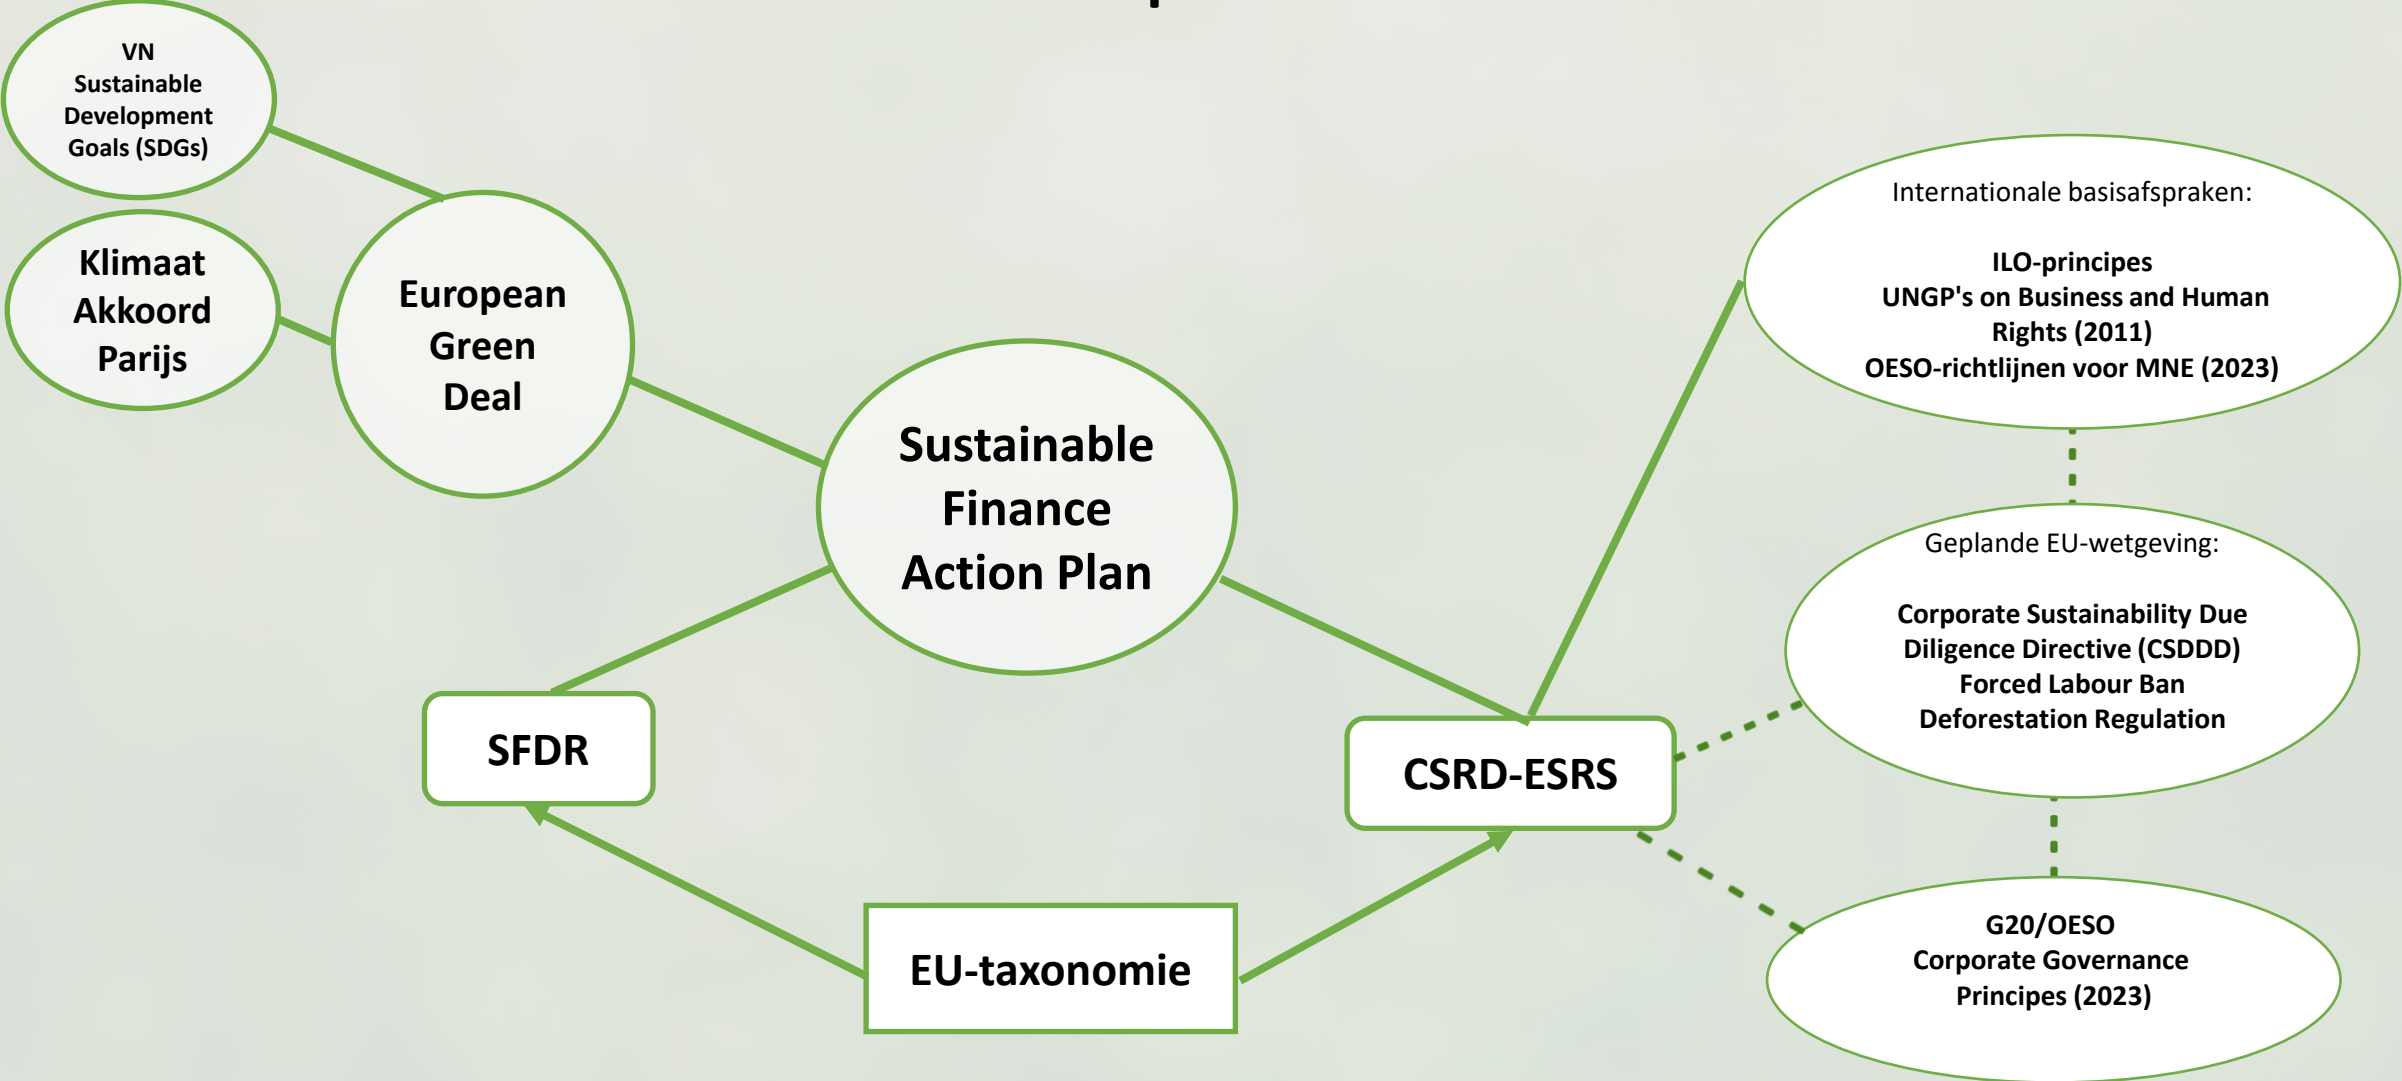 VN
Sustainable
Development
Goals (SDGs)
Klimaat
Akkoord
Parijs
European
Green
Deal
Sustainable
Finance
Action Plan
SFDR
EU-taxonomie
CSRD-ESRS
Internationale basisafspraken:
ILO-principes
UNGP's on Business and Human
Rights (2011)
OESO-richtlijnen voor MNE (2023)
Geplande EU-wetgeving:
Corporate Sustainability Due
Diligence Directive (CSDDD)
Forced Labour Ban
Deforestation Regulation
G20/OESO
Corporate Governance
Principes (2023)